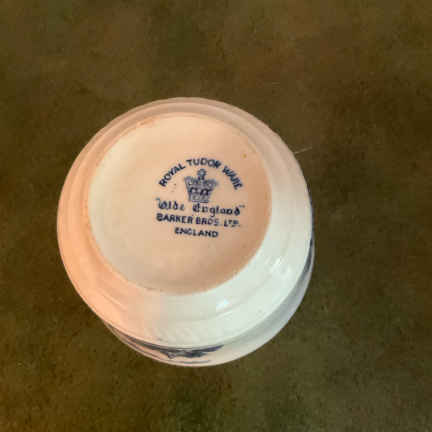 ROYAL TUDOR WARE
"Olde England"
BARKER BROS. LTD.
ENGLAND